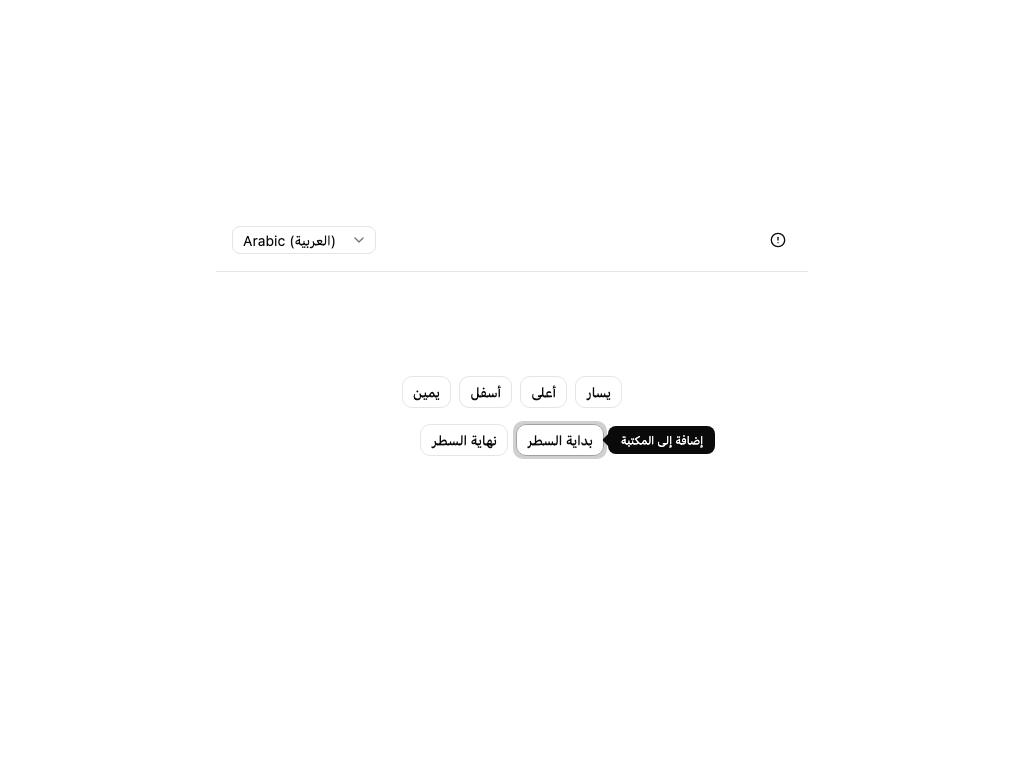 Arabic (العربية)
يسار أعلى أسفل يمين
إضافة إلى المكتبة بداية السطر نهاية السطر